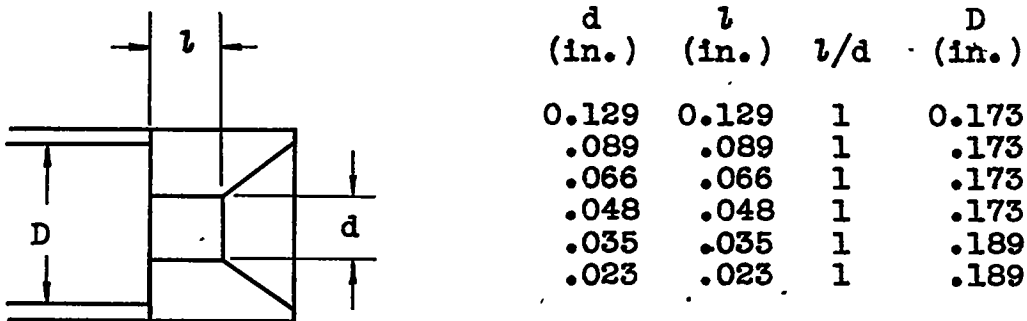 l
D
d
d l D
(in.) (in.) l/d (in.)
0.129 0.129 1 0.173
.089 .089 1 .173
.066 .066 1 .173
.048 .048 1 .173
.035 .035 1 .189
.023 .023 1 .189